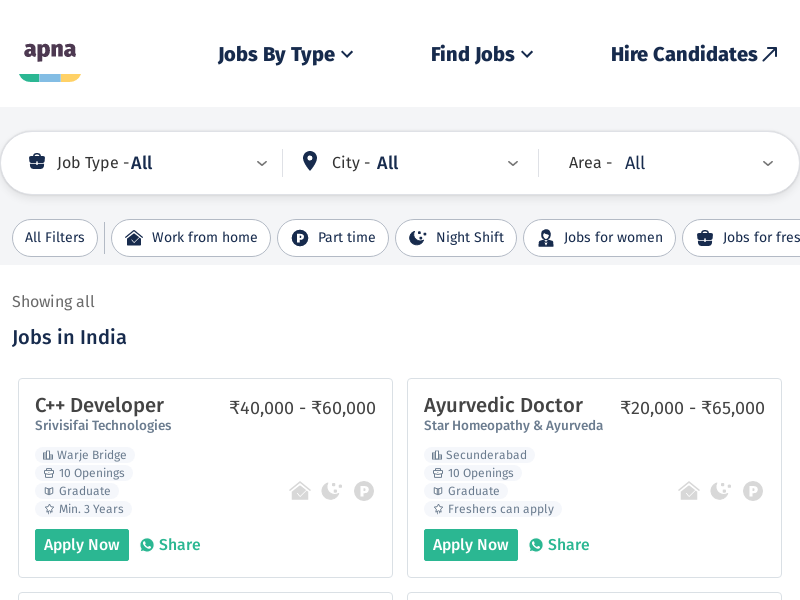 apna
Jobs By Type
Find Jobs
Hire Candidates
Job Type - All
City - All
Area - All
All Filters
Work from home
Part time
Night Shift
Jobs for women
Jobs for fres
Showing all
Jobs in India
C++ Developer
₹40,000 - ₹60,000
Srivisifai Technologies
Warje Bridge
10 Openings
Graduate
Min. 3 Years
Apply Now
Share
Ayurvedic Doctor
₹20,000 - ₹65,000
Star Homeopathy & Ayurveda
Secunderabad
10 Openings
Graduate
Freshers can apply
Apply Now
Share